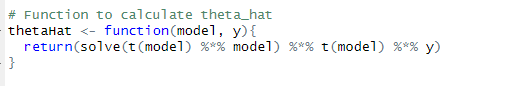 # Function to calculate theta_hat
thetaHat <- function(model, y){
  return(solve(t(model) %*% model) %*% t(model) %*% y)
}